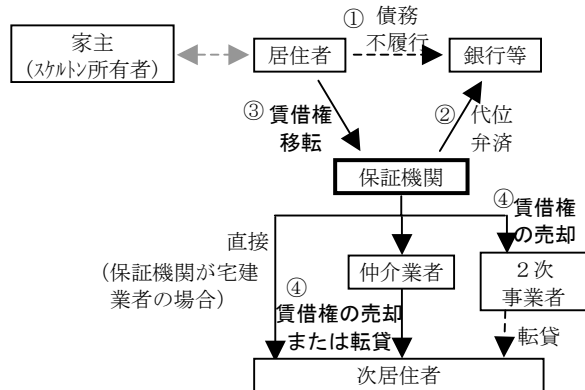 家主
(スケルトン所有者)
居住者
① 債務
不履行
銀行等
③ 賃借権
移転
② 代位
弁済
保証機関
④
賃借権
の売却
直接
(保証機関が宅建
業者の場合)
仲介業者
2次
事業者
④
賃借権の売却
または転貸
転貸
次居住者